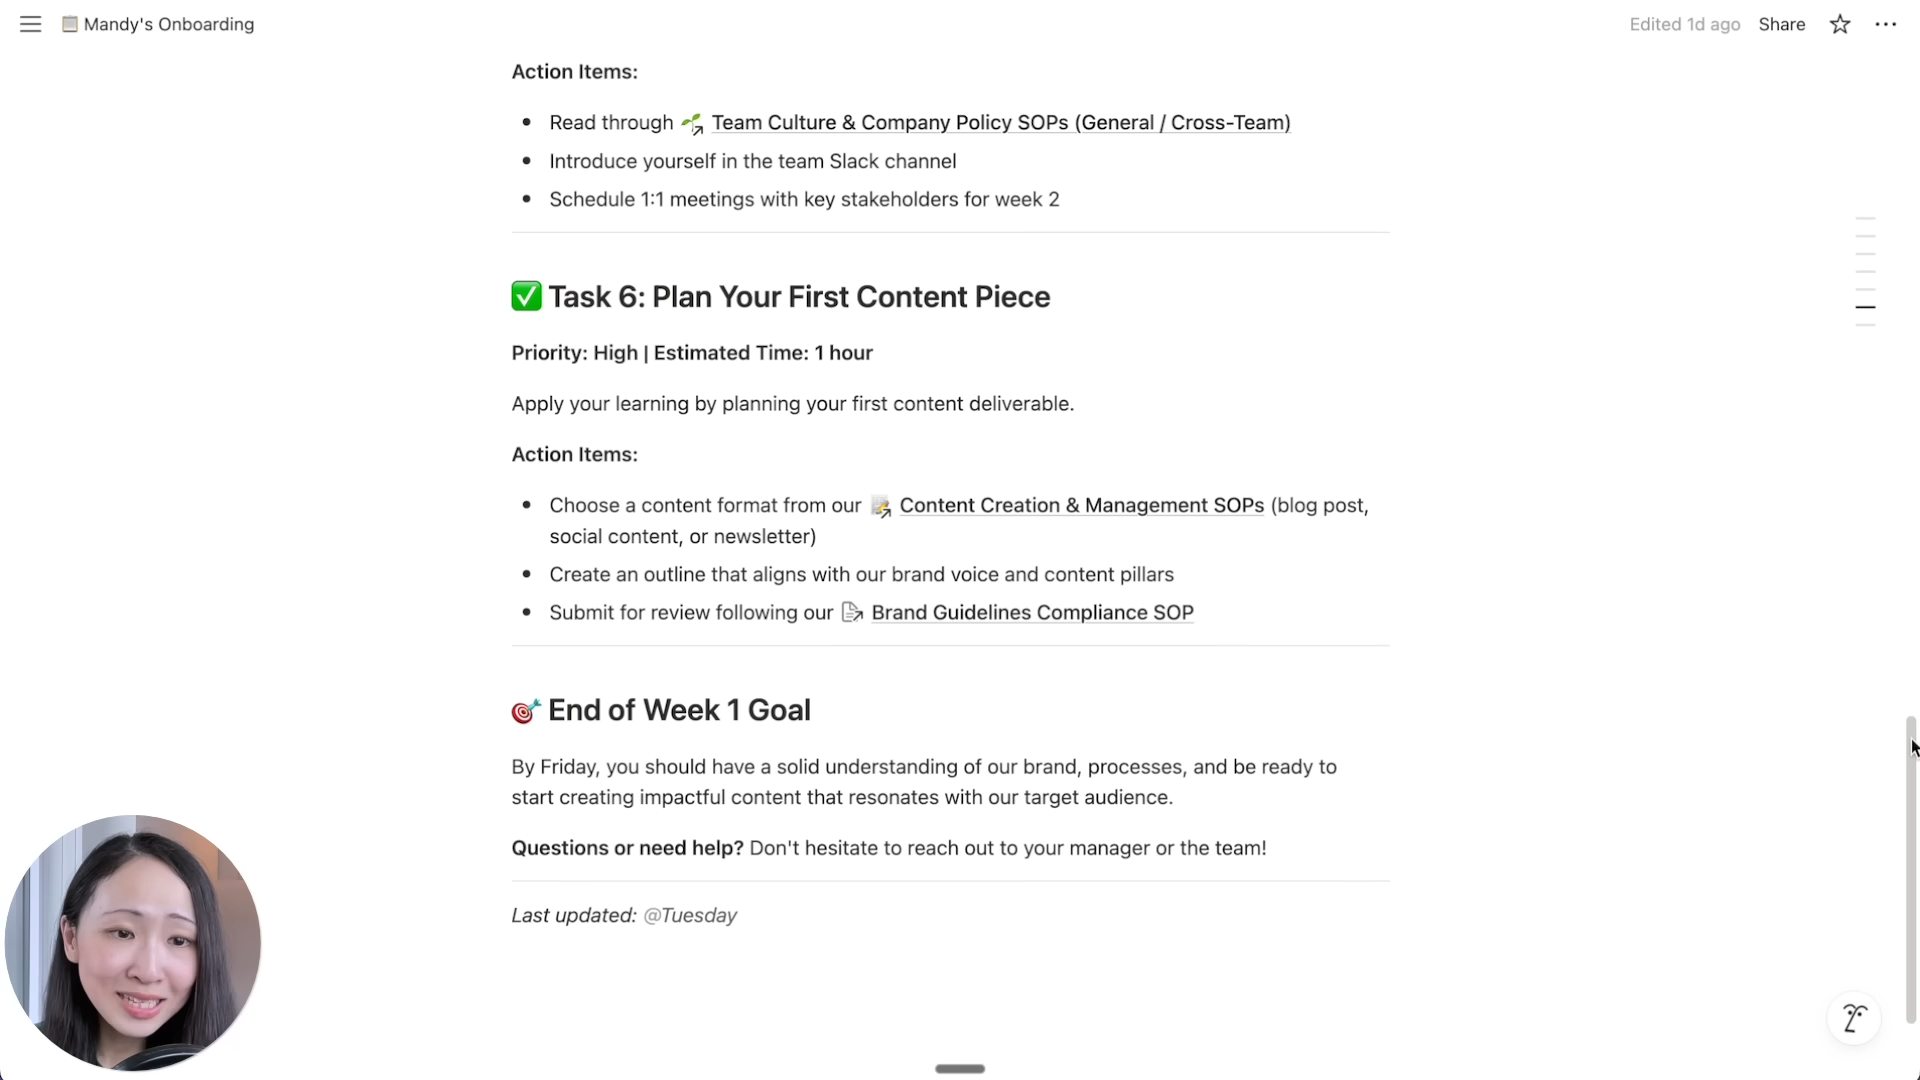 Mandy's Onboarding
Edited 1d ago
Share
Action Items:
Read through Team Culture & Company Policy SOPs (General / Cross-Team)
Introduce yourself in the team Slack channel
Schedule 1:1 meetings with key stakeholders for week 2
Task 6: Plan Your First Content Piece
Priority: High | Estimated Time: 1 hour
Apply your learning by planning your first content deliverable.
Action Items:
Choose a content format from our Content Creation & Management SOPs (blog post,
social content, or newsletter)
Create an outline that aligns with our brand voice and content pillars
Submit for review following our Brand Guidelines Compliance SOP
End of Week 1 Goal
By Friday, you should have a solid understanding of our brand, processes, and be ready to
start creating impactful content that resonates with our target audience.
Questions or need help? Don't hesitate to reach out to your manager or the team!
Last updated: @Tuesday